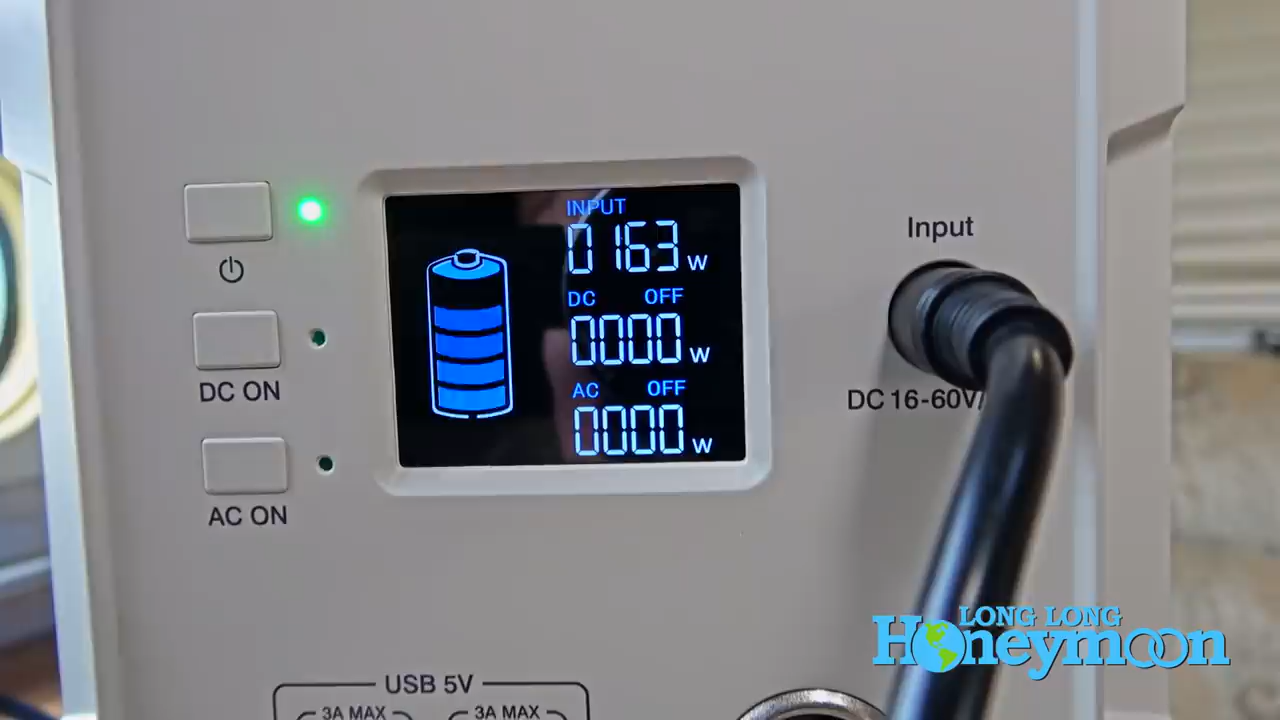 INPUT
0163 W
DC OFF
0000 W
AC OFF
0000 W
DC ON
AC ON
Input
DC 16-60V/
USB 5V
3A MAX 3A MAX
LONG LONG
Honeymoon